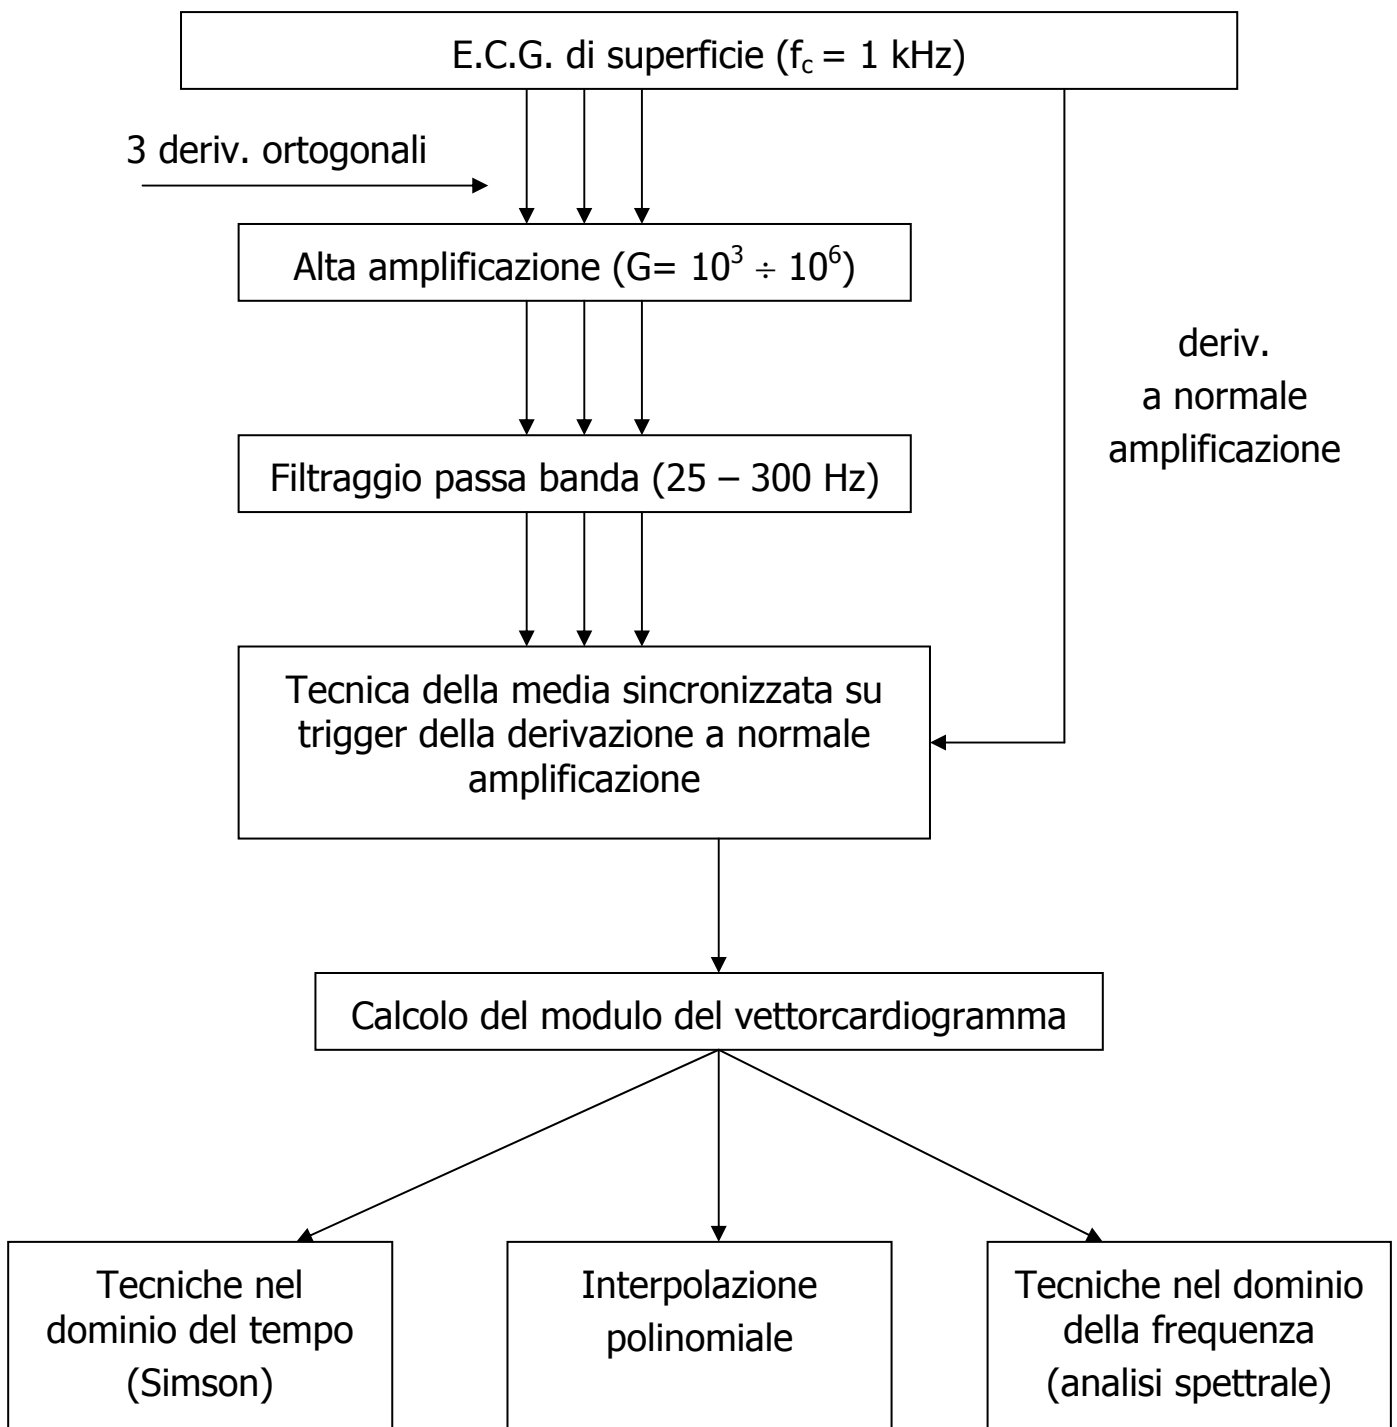 E.C.G. di superficie (fc = 1 kHz)
3 deriv. ortogonali
Alta amplificazione (G= 10³ ÷ 10⁶)
deriv.
a normale
amplificazione
Filtraggio passa banda (25 – 300 Hz)
Tecnica della media sincronizzata su
trigger della derivazione a normale
amplificazione
Calcolo del modulo del vettorcardiogramma
Tecniche nel
dominio del tempo
(Simson)
Interpolazione
polinomiale
Tecniche nel dominio
della frequenza
(analisi spettrale)